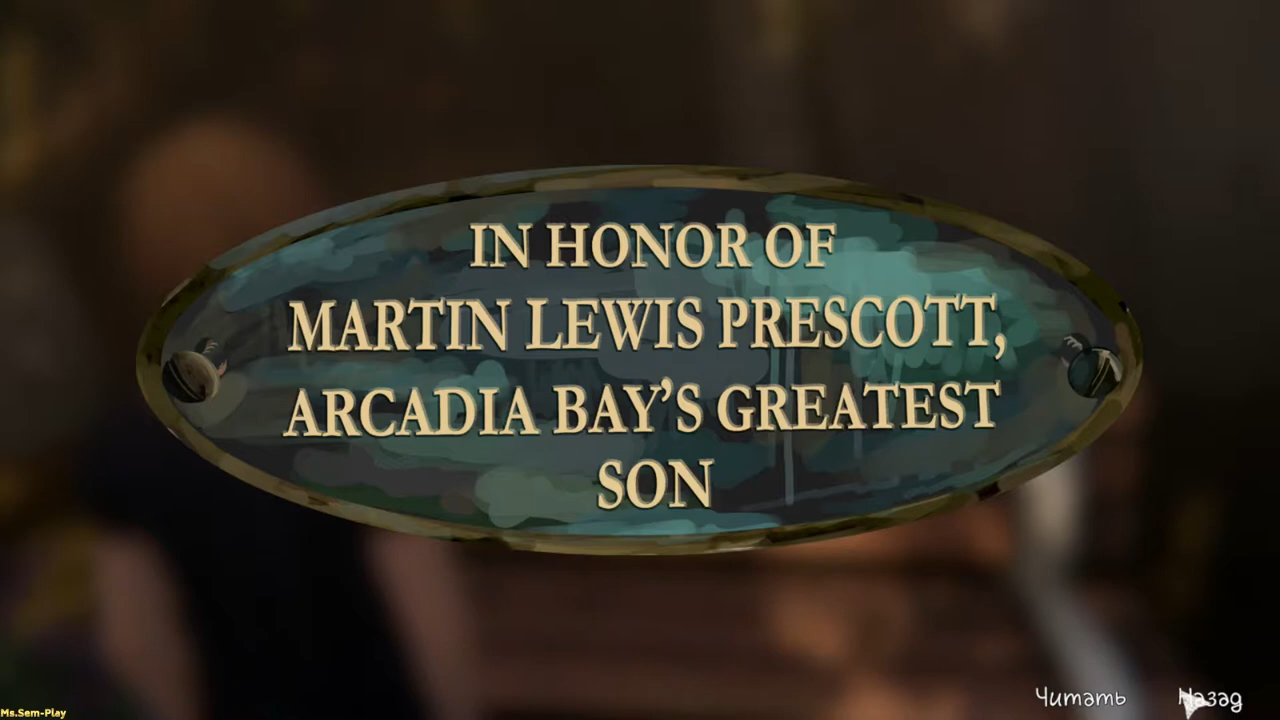 IN HONOR OF
MARTIN LEWIS PRESCOTT,
ARCADIA BAY'S GREATEST
SON
Читать Назад
Ms.Sem-Play